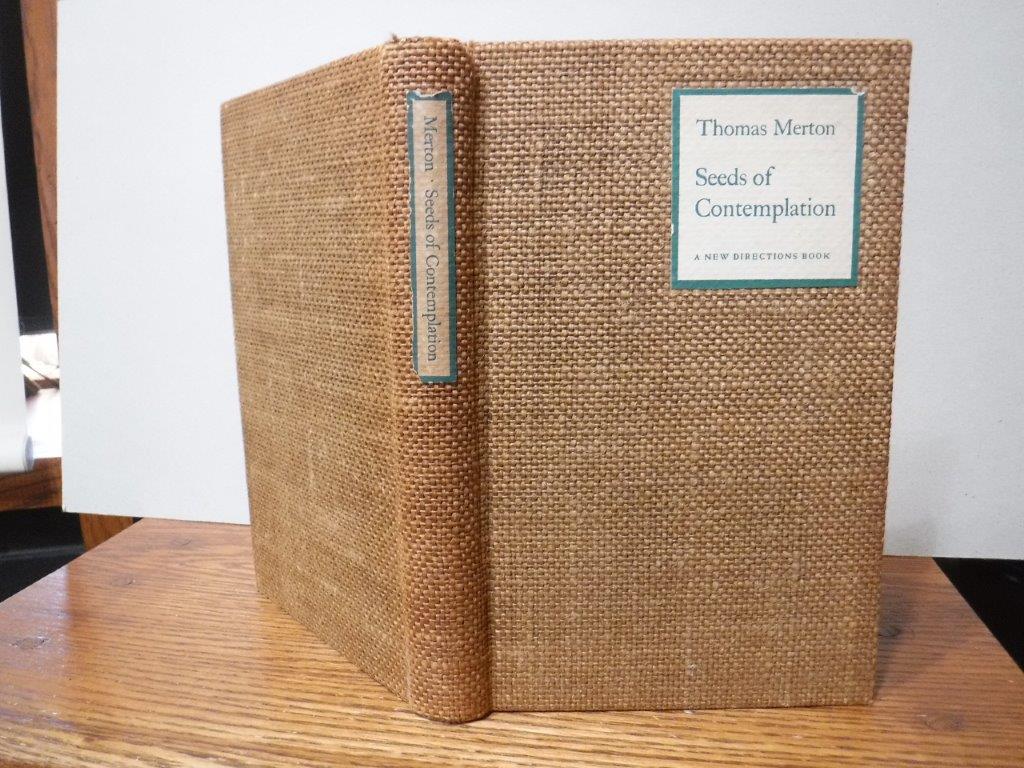 Merton · Seeds of Contemplation
Thomas Merton
Seeds of
Contemplation
A NEW DIRECTIONS BOOK